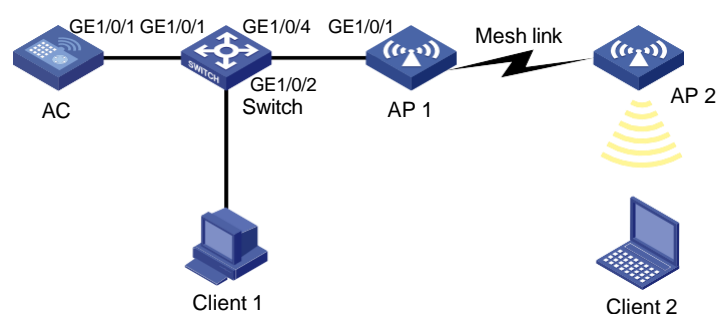 GE1/0/1 GE1/0/1 GE1/0/4 GE1/0/1
Mesh link
SWITCH
GE1/0/2
AC
Switch
AP 1
AP 2
Client 1
Client 2